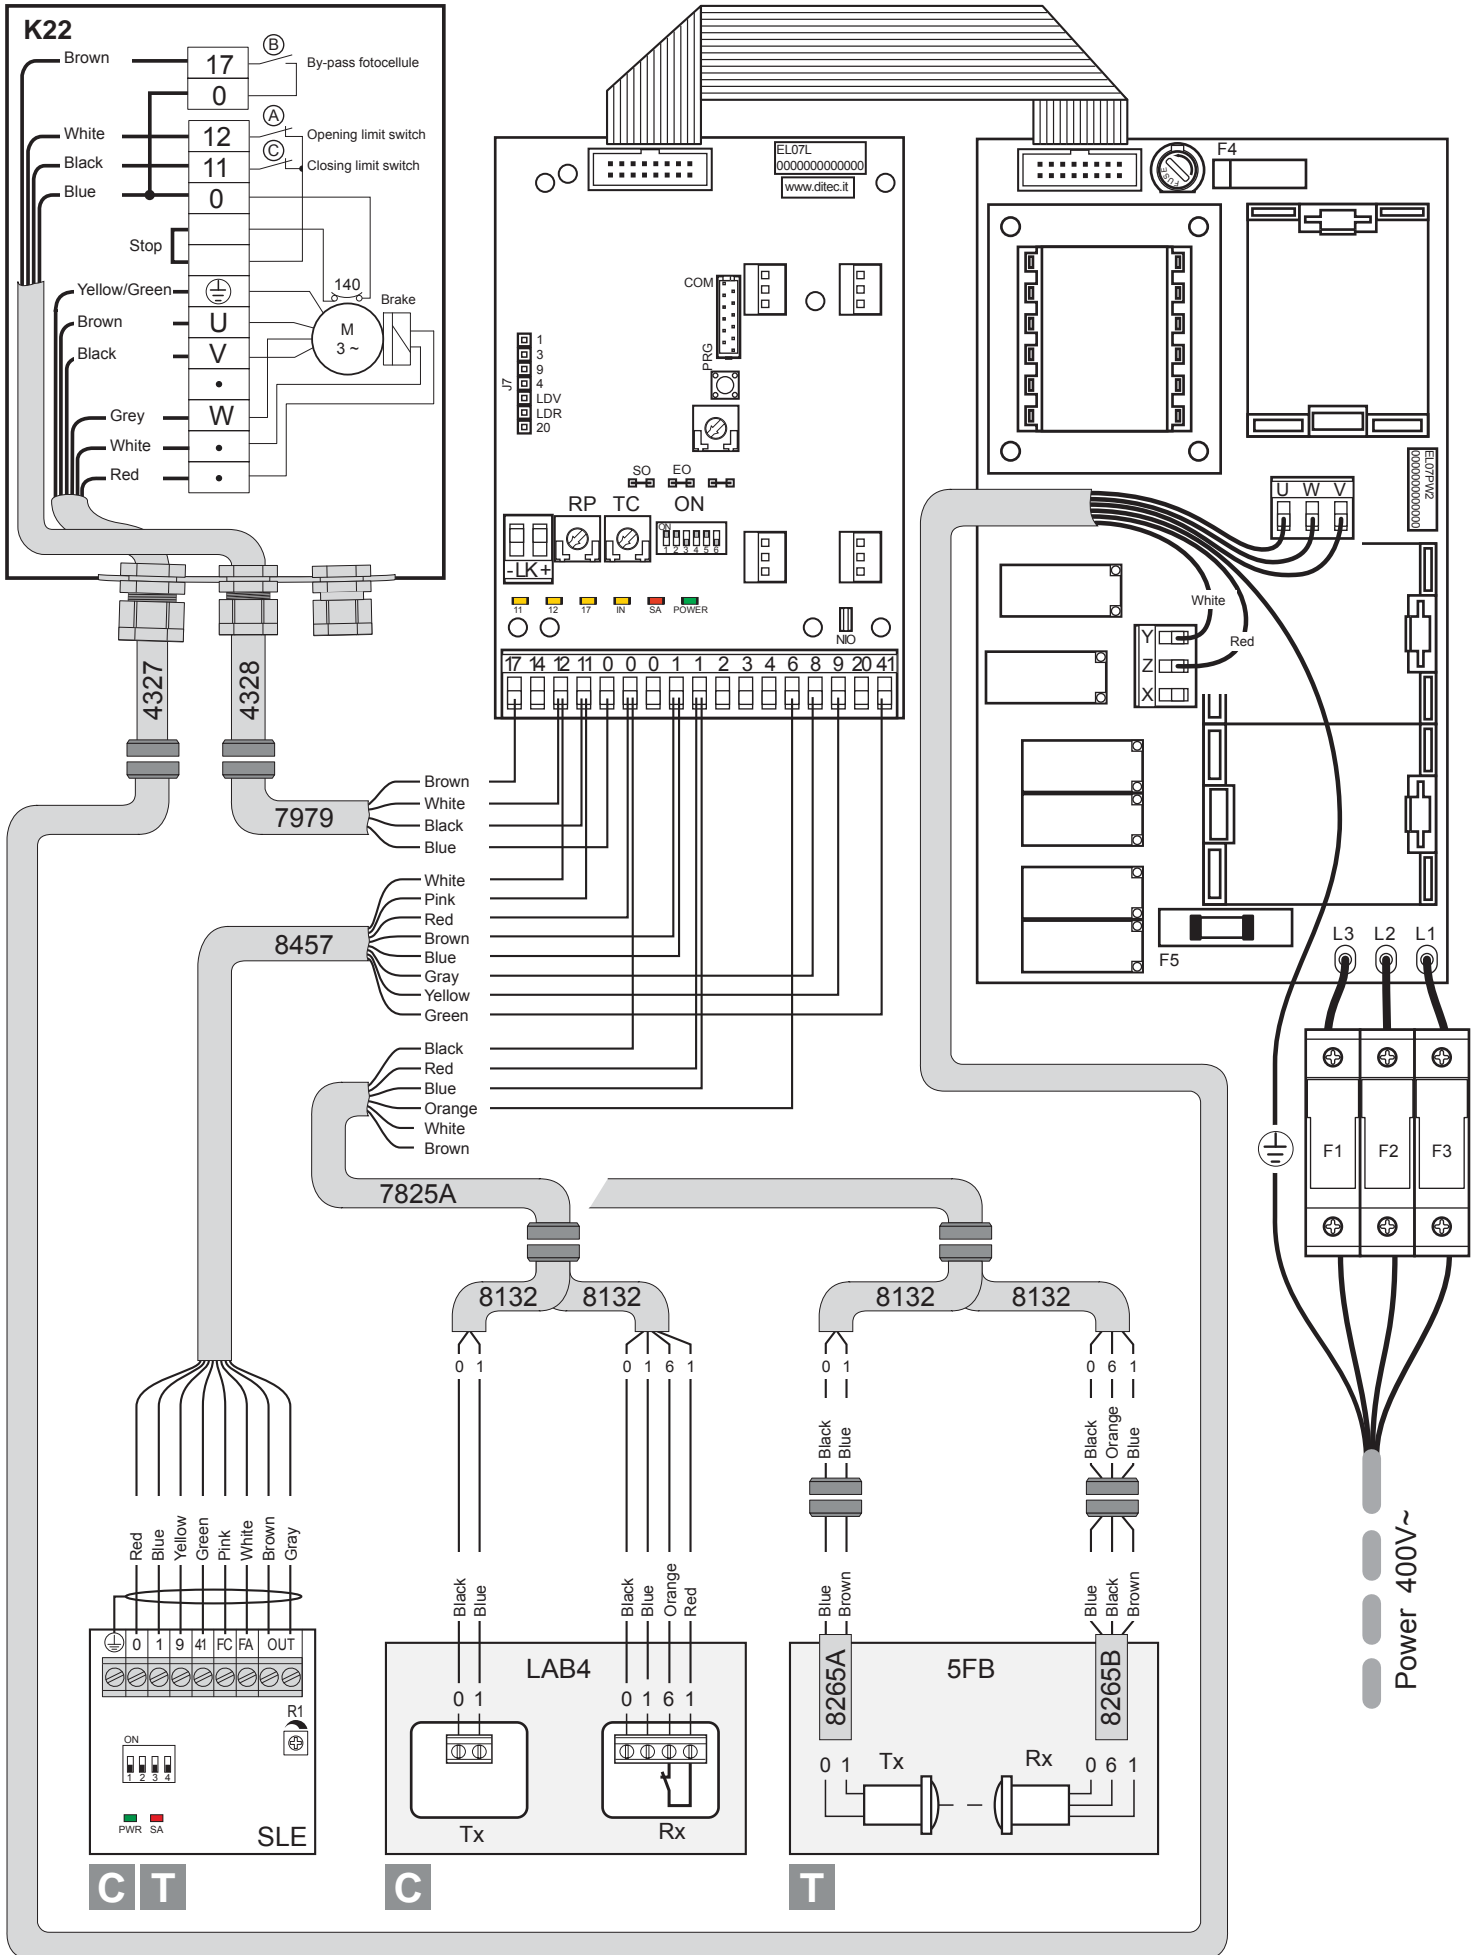 K22
Brown
17
B
By-pass fotocellule
0
White
12
A
Opening limit switch
Black
11
C
Closing limit switch
Blue
0
Stop
Yellow/Green
140
Brake
Brown
U
M
3 ~
Black
V
Grey
W
White
Red
4327
4328
EL07L
0000000000000
www.ditec.it
COM
PRG
J7
1
3
9
4
LDV
LDR
20
SO EO
RP TC ON
ON
1 2 3 4 5 6
-LK+
11 12 17 IN SA POWER
NIO
17 14 12 11 0 0 0 1 1 2 3 4 6 8 9 20 41
FUSE
F4
EL07PW2
0000000000000
U W V
White
Red
Y
Z
X
F5
L3 L2 L1
F1 F2 F3
Power 400V~
7979
Brown
White
Black
Blue
8457
White
Pink
Red
Brown
Blue
Gray
Yellow
Green
Black
Red
Blue
Orange
White
Brown
7825A
8132 8132
8132 8132
0 1
0 1 6 1
0 1
0 6 1
Black Blue
Black Orange Blue
Red Blue Yellow Green Pink White Brown Gray
Black Blue
Black Blue Orange Red
Blue Brown
Blue Black Brown
0 1 9 41 FC FA OUT
R1
ON
1 2 3 4
PWR SA
SLE
C T
LAB4
0 1
0 1 6 1
Tx
Rx
C
5FB
8265A
8265B
0 1
Tx
Rx
0 6 1
T